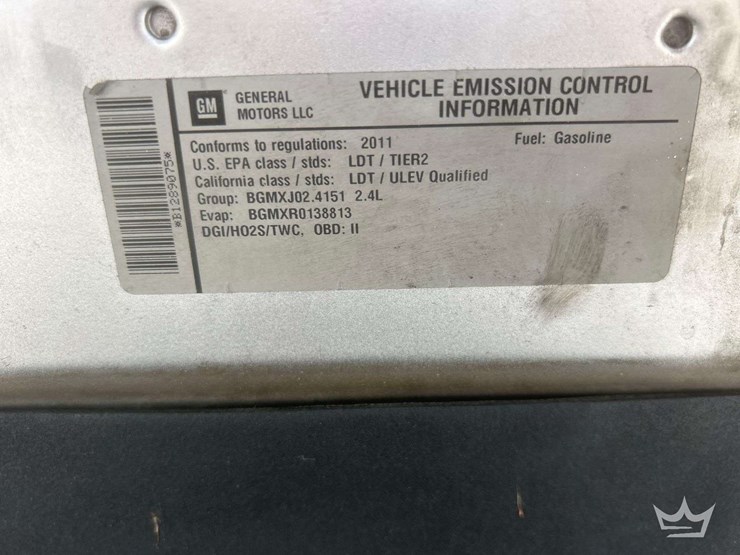 GM
GENERAL
MOTORS LLC
VEHICLE EMISSION CONTROL
INFORMATION
Conforms to regulations: 2011 Fuel: Gasoline
U.S. EPA class / stds: LDT / TIER2
California class / stds: LDT / ULEV Qualified
Group: BGMXJ02.4151 2.4L
Evap: BGMXR0138813
DGI/HO2S/TWC, OBD: II
*B1289075*